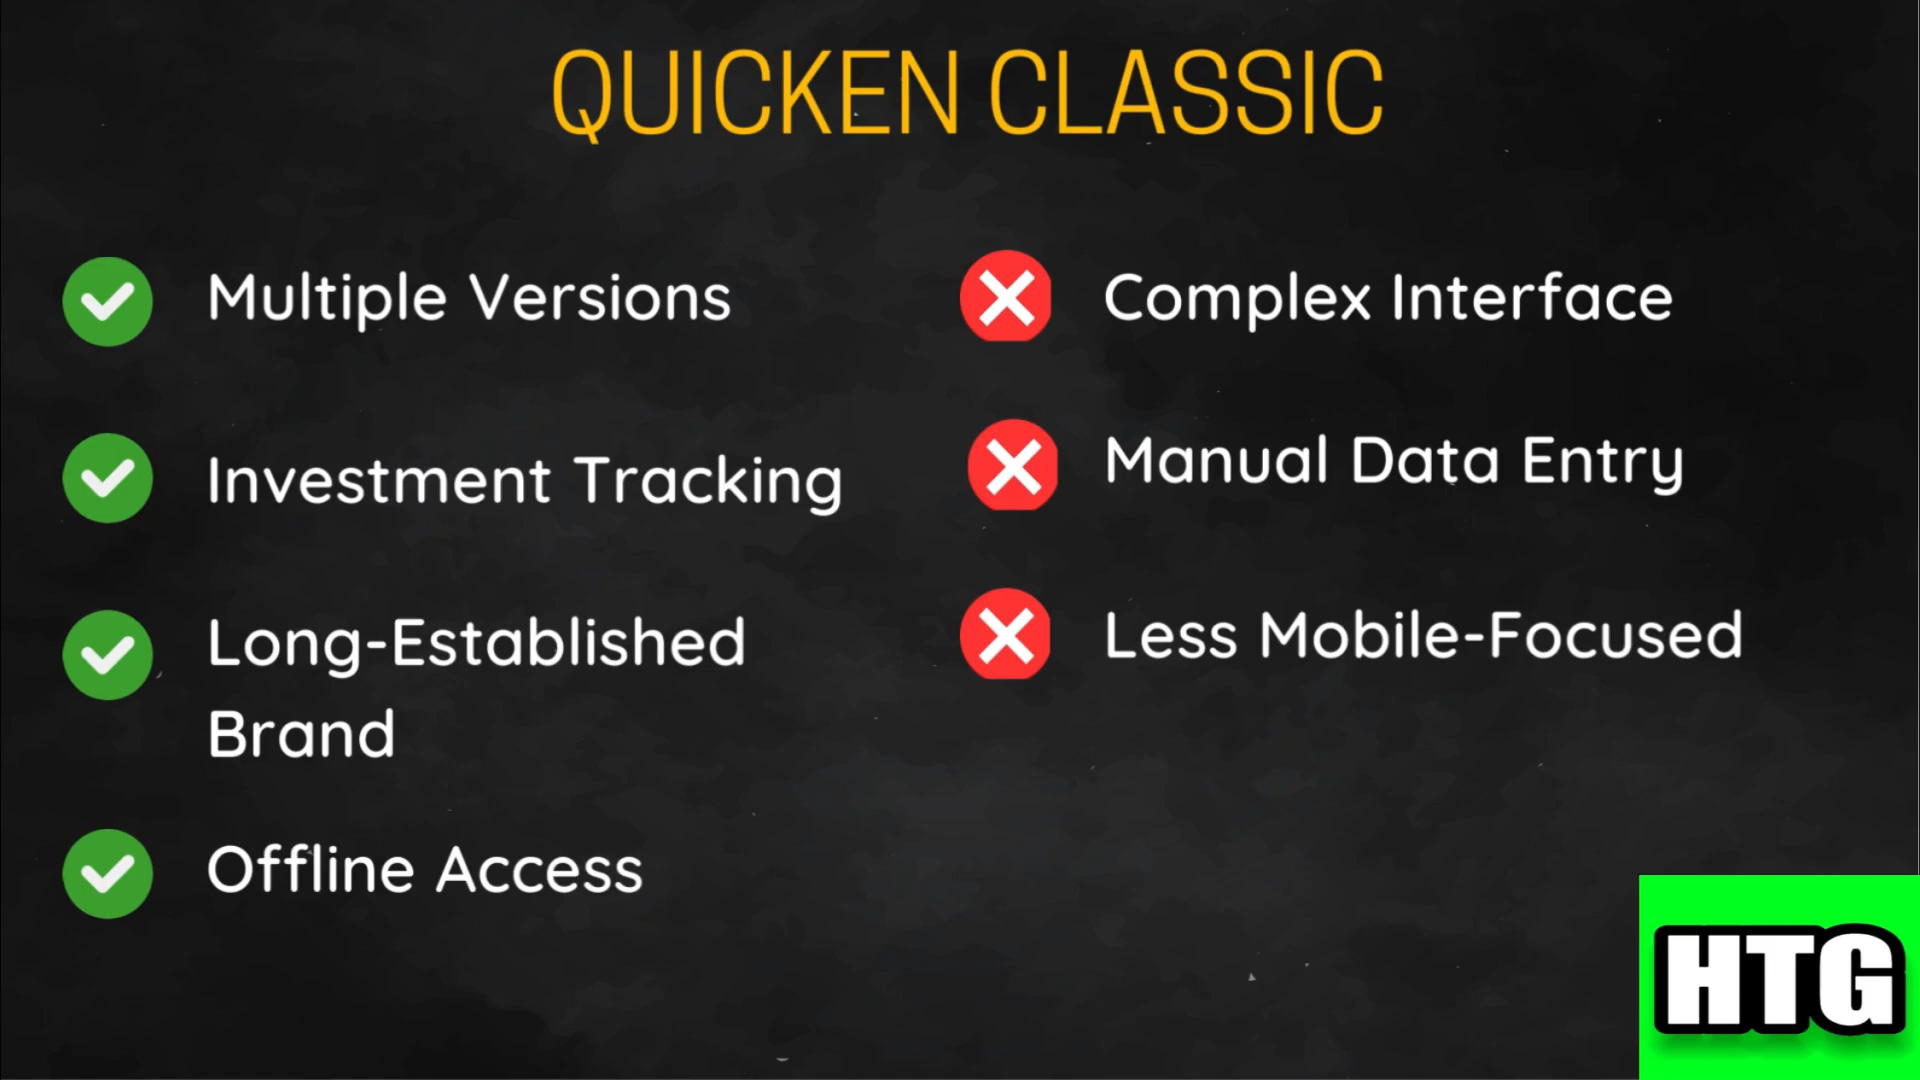 QUICKEN CLASSIC
Multiple Versions
Investment Tracking
Long-Established
Brand
Offline Access
Complex Interface
Manual Data Entry
Less Mobile-Focused
HTG